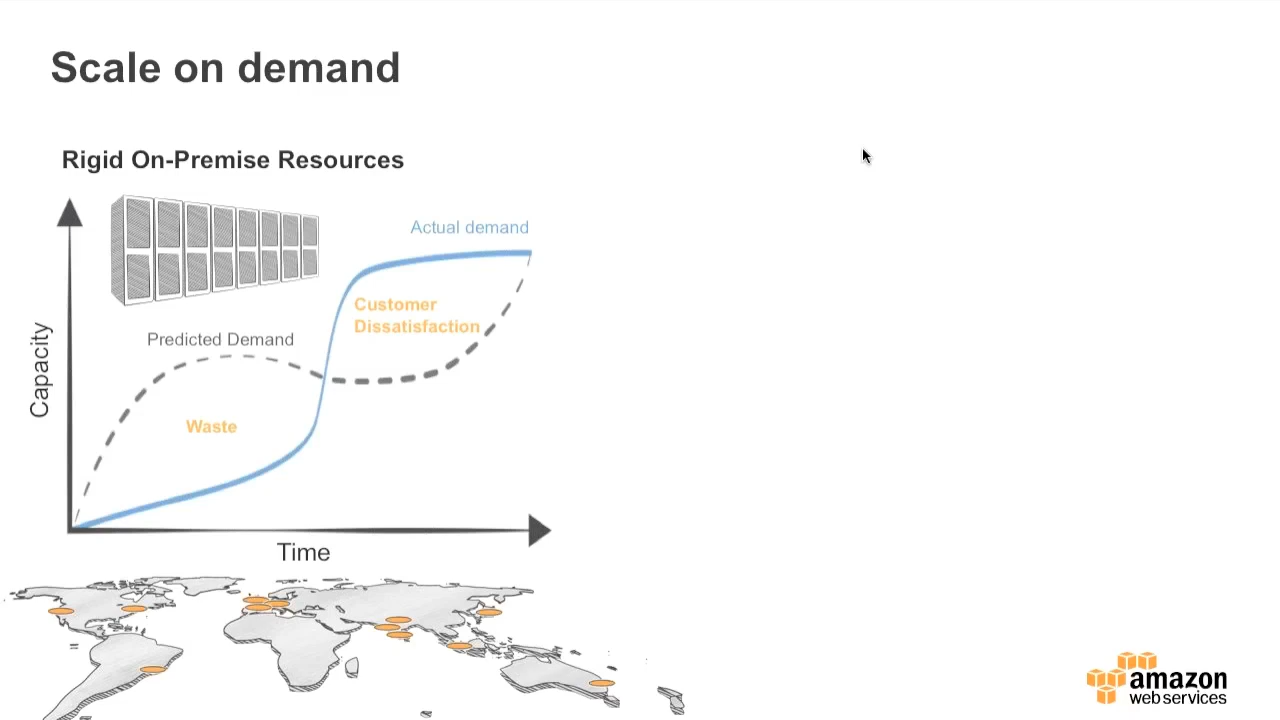 Scale on demand
Rigid On-Premise Resources
Actual demand
Customer
Dissatisfaction
Predicted Demand
Waste
Capacity
Time
amazon
web services